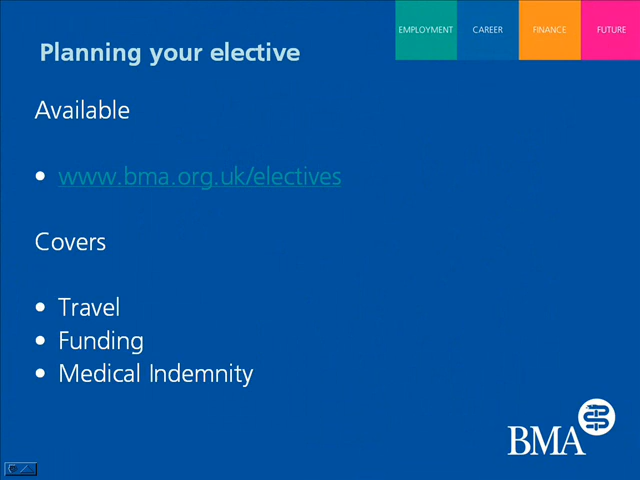 EMPLOYMENT CAREER FINANCE FUTURE
Planning your elective
Available
• www.bma.org.uk/electives
Covers
• Travel
• Funding
• Medical Indemnity
BMA